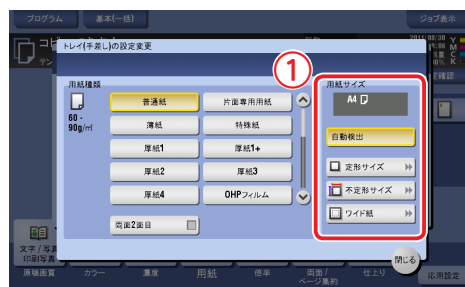 プログラム
基本(一括)
ジョブ表示
トレイ(手差し)の設定変更
1
用紙種類
60 -
90g/㎡
普通紙
片面専用用紙
薄紙
特殊紙
厚紙1
厚紙1+
厚紙2
厚紙3
厚紙4
OHPフィルム
両面2面目
用紙サイズ
A4
自動検出
定形サイズ
不定形サイズ
ワイド紙
閉じる
Y
M
C
K
文字/写真
印刷写真
原稿画質
カラー
濃度
用紙
倍率
両面/
ページ集約
仕上り
応用設定